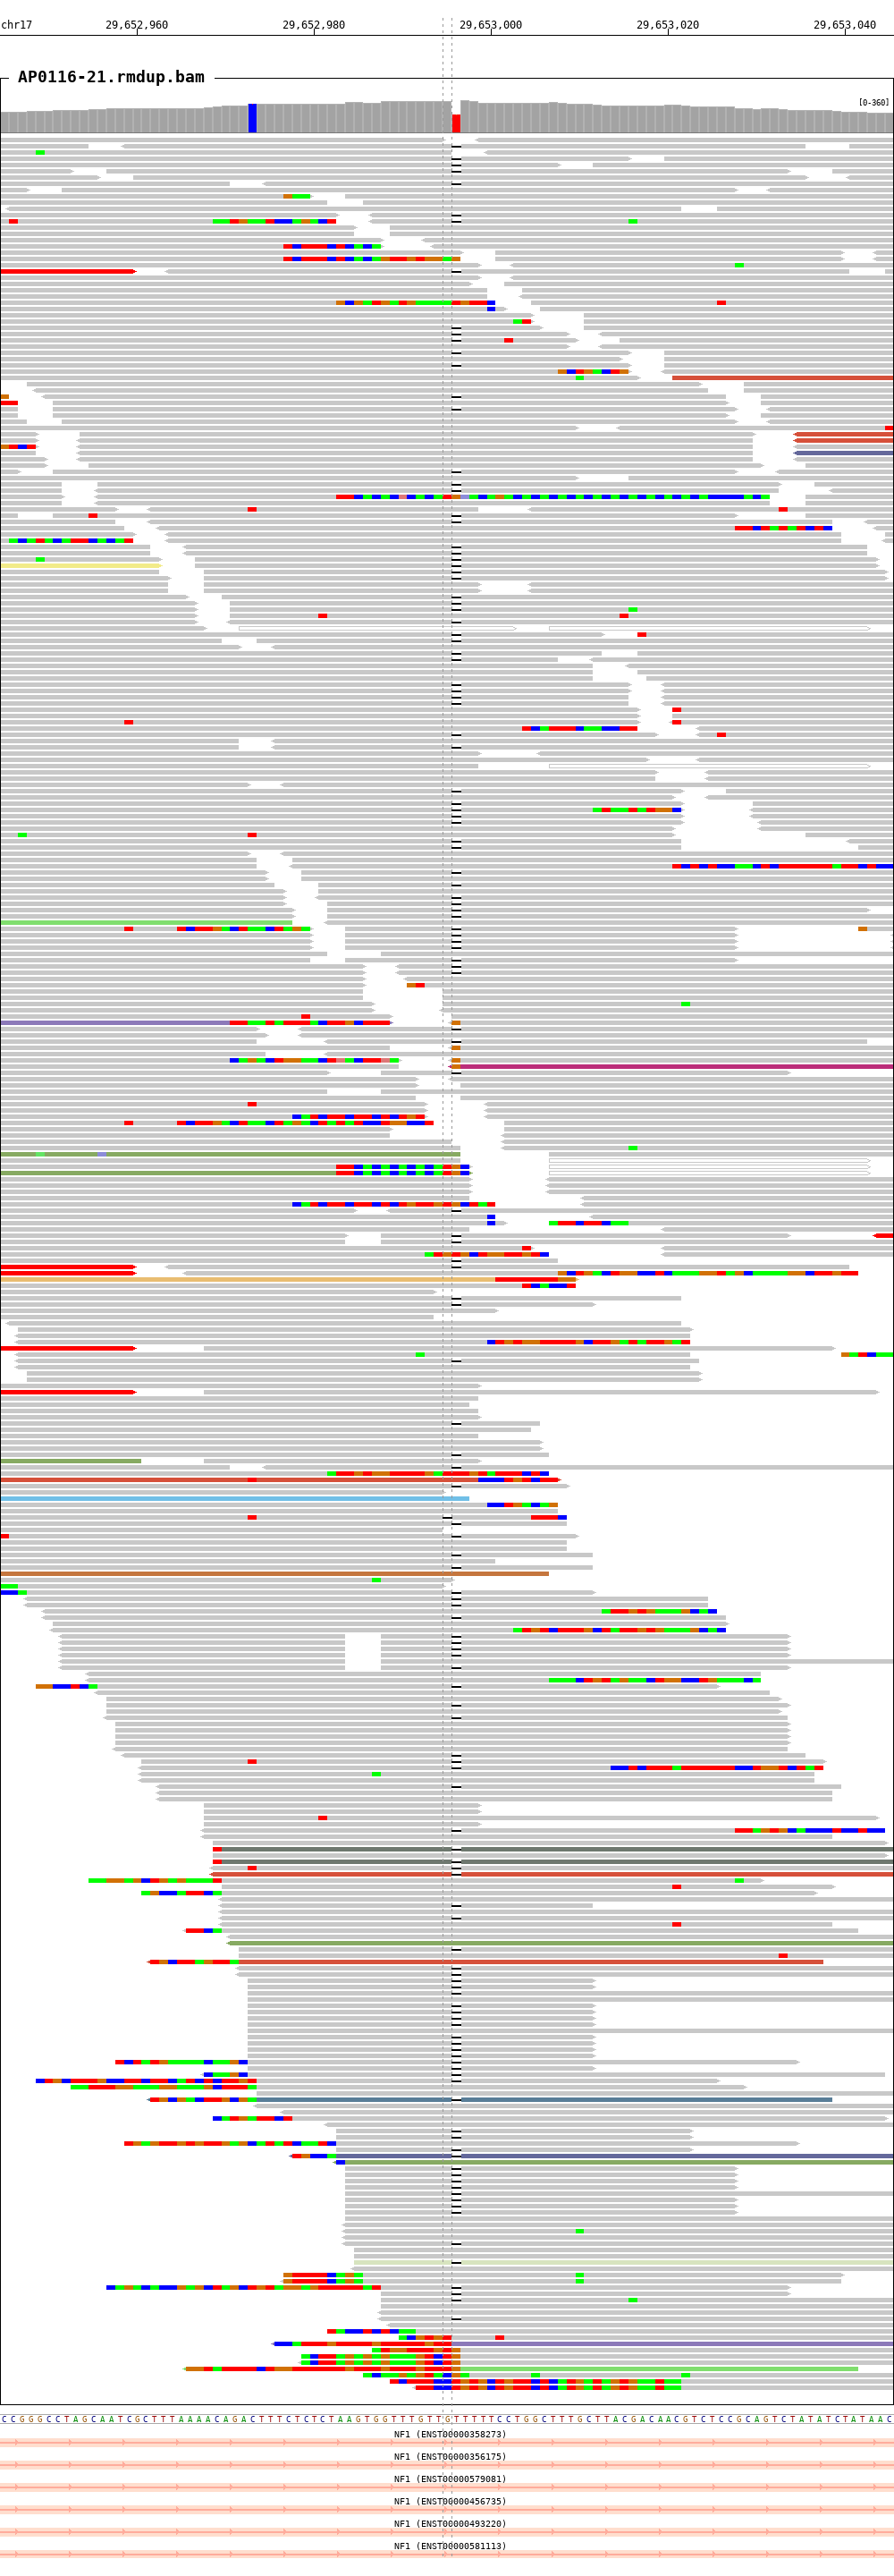 chr17 29,652,960 29,652,980 29,653,000 29,653,020 29,653,040
AP0116-21.rmdup.bam
[0-360]
CCGGGCCTAGCAATCGCTTTAAAACAGACTTTCTCTCTAAGTGGTTTGTTGTTTTTCCTGGCTTTGCTTACGACAACGTCTCCGCAGTCTATATCTATAAC
NF1 (ENST00000358273)
NF1 (ENST00000356175)
NF1 (ENST00000579081)
NF1 (ENST00000456735)
NF1 (ENST00000493220)
NF1 (ENST00000581113)